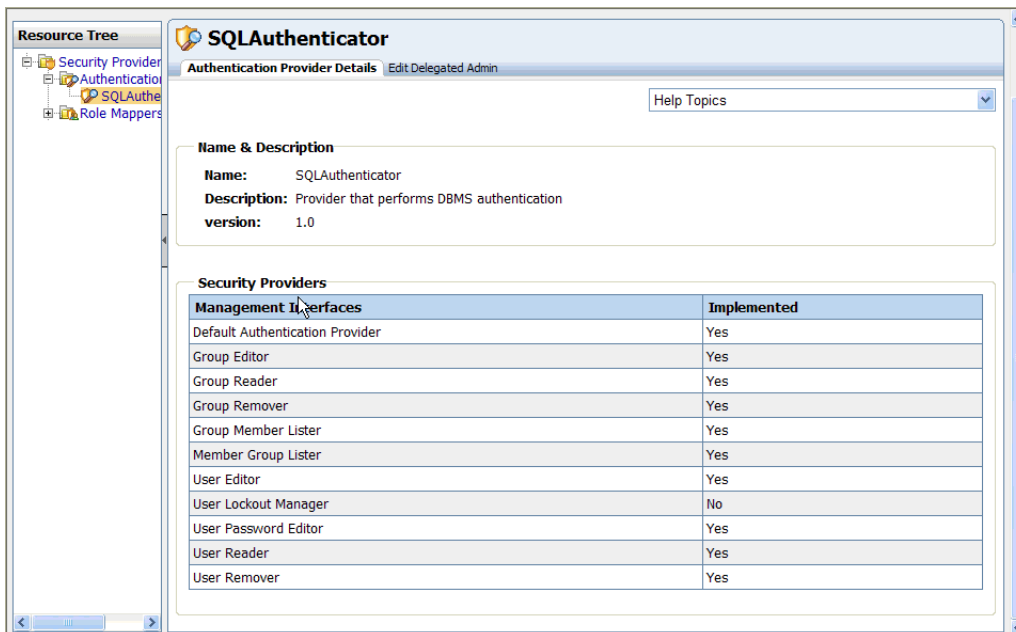 Resource Tree
Security Provider
Authentication
SQLAuthe
Role Mappers
SQLAuthenticator
Authentication Provider Details Edit Delegated Admin
Help Topics
Name & Description
Name: SQLAuthenticator
Description: Provider that performs DBMS authentication
version: 1.0
Security Providers
Management Interfaces Implemented
Default Authentication Provider Yes
Group Editor Yes
Group Reader Yes
Group Remover Yes
Group Member Lister Yes
Member Group Lister Yes
User Editor Yes
User Lockout Manager No
User Password Editor Yes
User Reader Yes
User Remover Yes